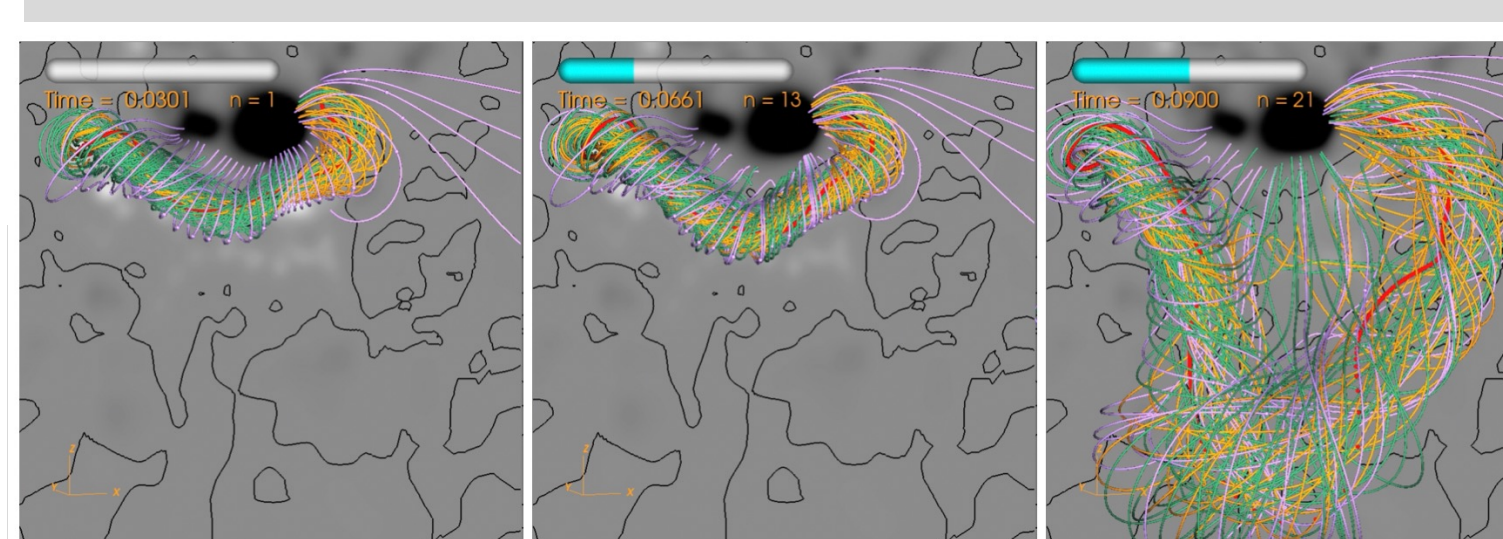 Time = 0.0301 n = 1
Time = 0.0661 n = 13
Time = 0.0900 n = 21
z
Y x
z
Y x
z
Y x